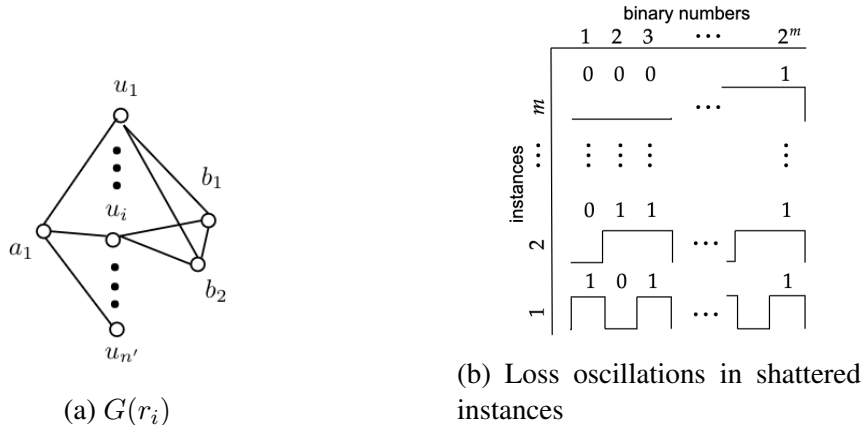 u₁
b₁
uᵢ
a₁
b₂
uₙ′
(a) G(rᵢ)
binary numbers
1 2 3 ··· 2ᵐ
instances
m
0 0 0 1
···
⋮ ⋮ ⋮ ⋮
2
0 1 1 1
···
1
1 0 1 1
···
(b) Loss oscillations in shattered
instances